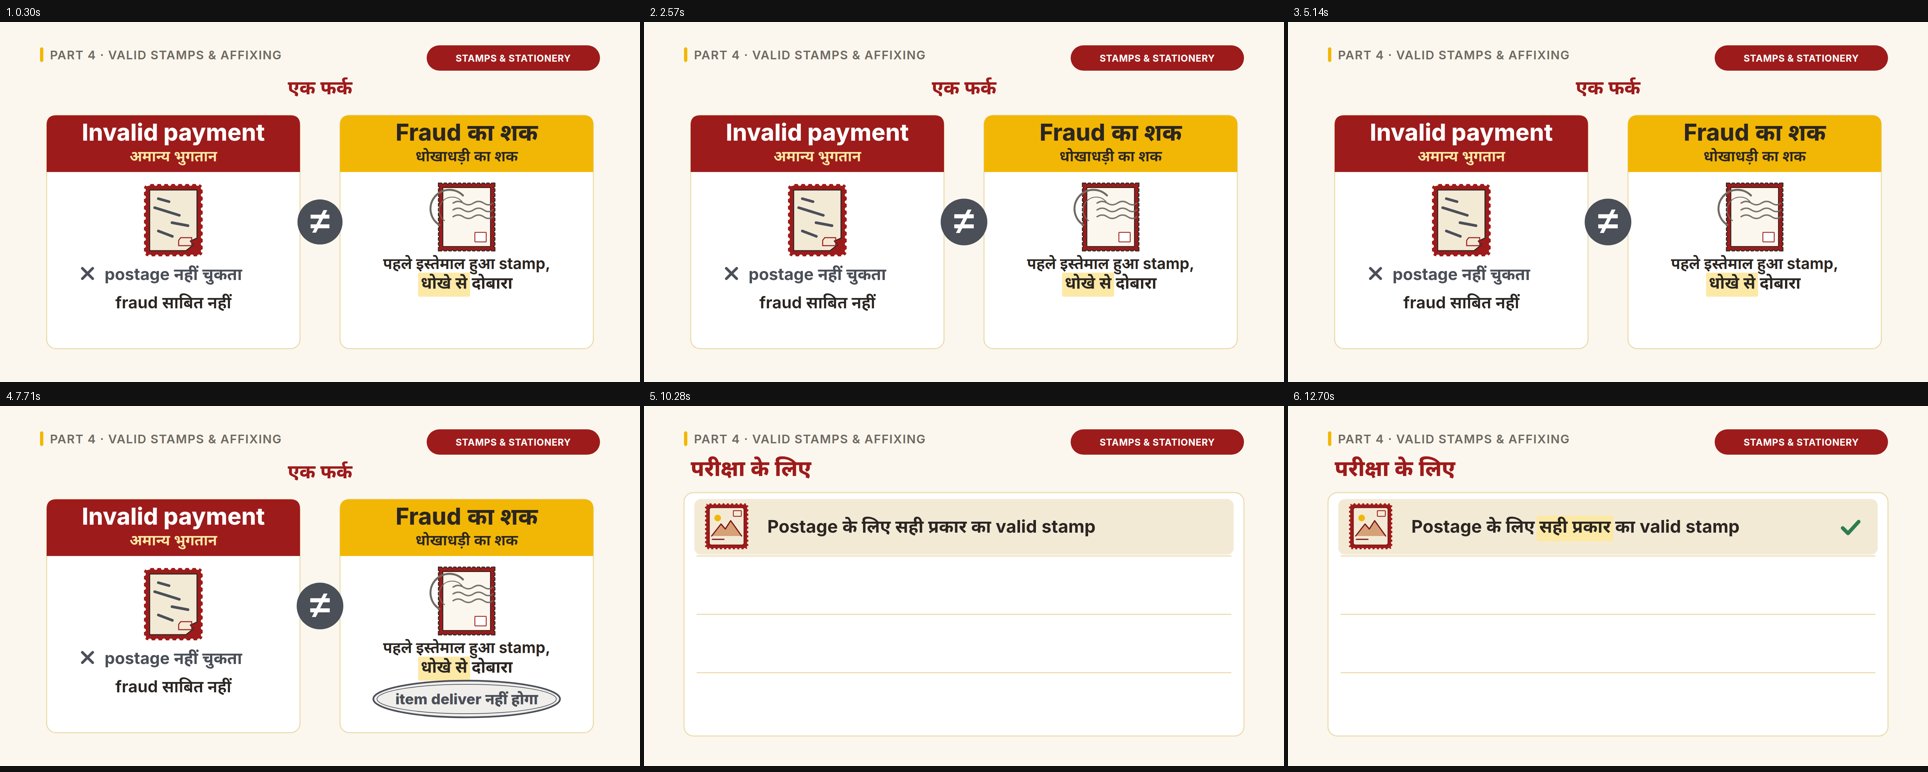 1. 0.30s
PART 4 · VALID STAMPS & AFFIXING
STAMPS & STATIONERY
एक फर्क
Invalid payment
अमान्य भुगतान
✕ postage नहीं चुकता
fraud साबित नहीं
≠
Fraud का शक
धोखाधड़ी का शक
पहले इस्तेमाल हुआ stamp,
धोखे से दोबारा
2. 2.57s
PART 4 · VALID STAMPS & AFFIXING
STAMPS & STATIONERY
एक फर्क
Invalid payment
अमान्य भुगतान
✕ postage नहीं चुकता
fraud साबित नहीं
≠
Fraud का शक
धोखाधड़ी का शक
पहले इस्तेमाल हुआ stamp,
धोखे से दोबारा
3. 5.14s
PART 4 · VALID STAMPS & AFFIXING
STAMPS & STATIONERY
एक फर्क
Invalid payment
अमान्य भुगतान
✕ postage नहीं चुकता
fraud साबित नहीं
≠
Fraud का शक
धोखाधड़ी का शक
पहले इस्तेमाल हुआ stamp,
धोखे से दोबारा
4. 7.71s
PART 4 · VALID STAMPS & AFFIXING
STAMPS & STATIONERY
एक फर्क
Invalid payment
अमान्य भुगतान
✕ postage नहीं चुकता
fraud साबित नहीं
≠
Fraud का शक
धोखाधड़ी का शक
पहले इस्तेमाल हुआ stamp,
धोखे से दोबारा
item deliver नहीं होगा
5. 10.28s
PART 4 · VALID STAMPS & AFFIXING
STAMPS & STATIONERY
परीक्षा के लिए
Postage के लिए सही प्रकार का valid stamp
6. 12.70s
PART 4 · VALID STAMPS & AFFIXING
STAMPS & STATIONERY
परीक्षा के लिए
Postage के लिए सही प्रकार का valid stamp